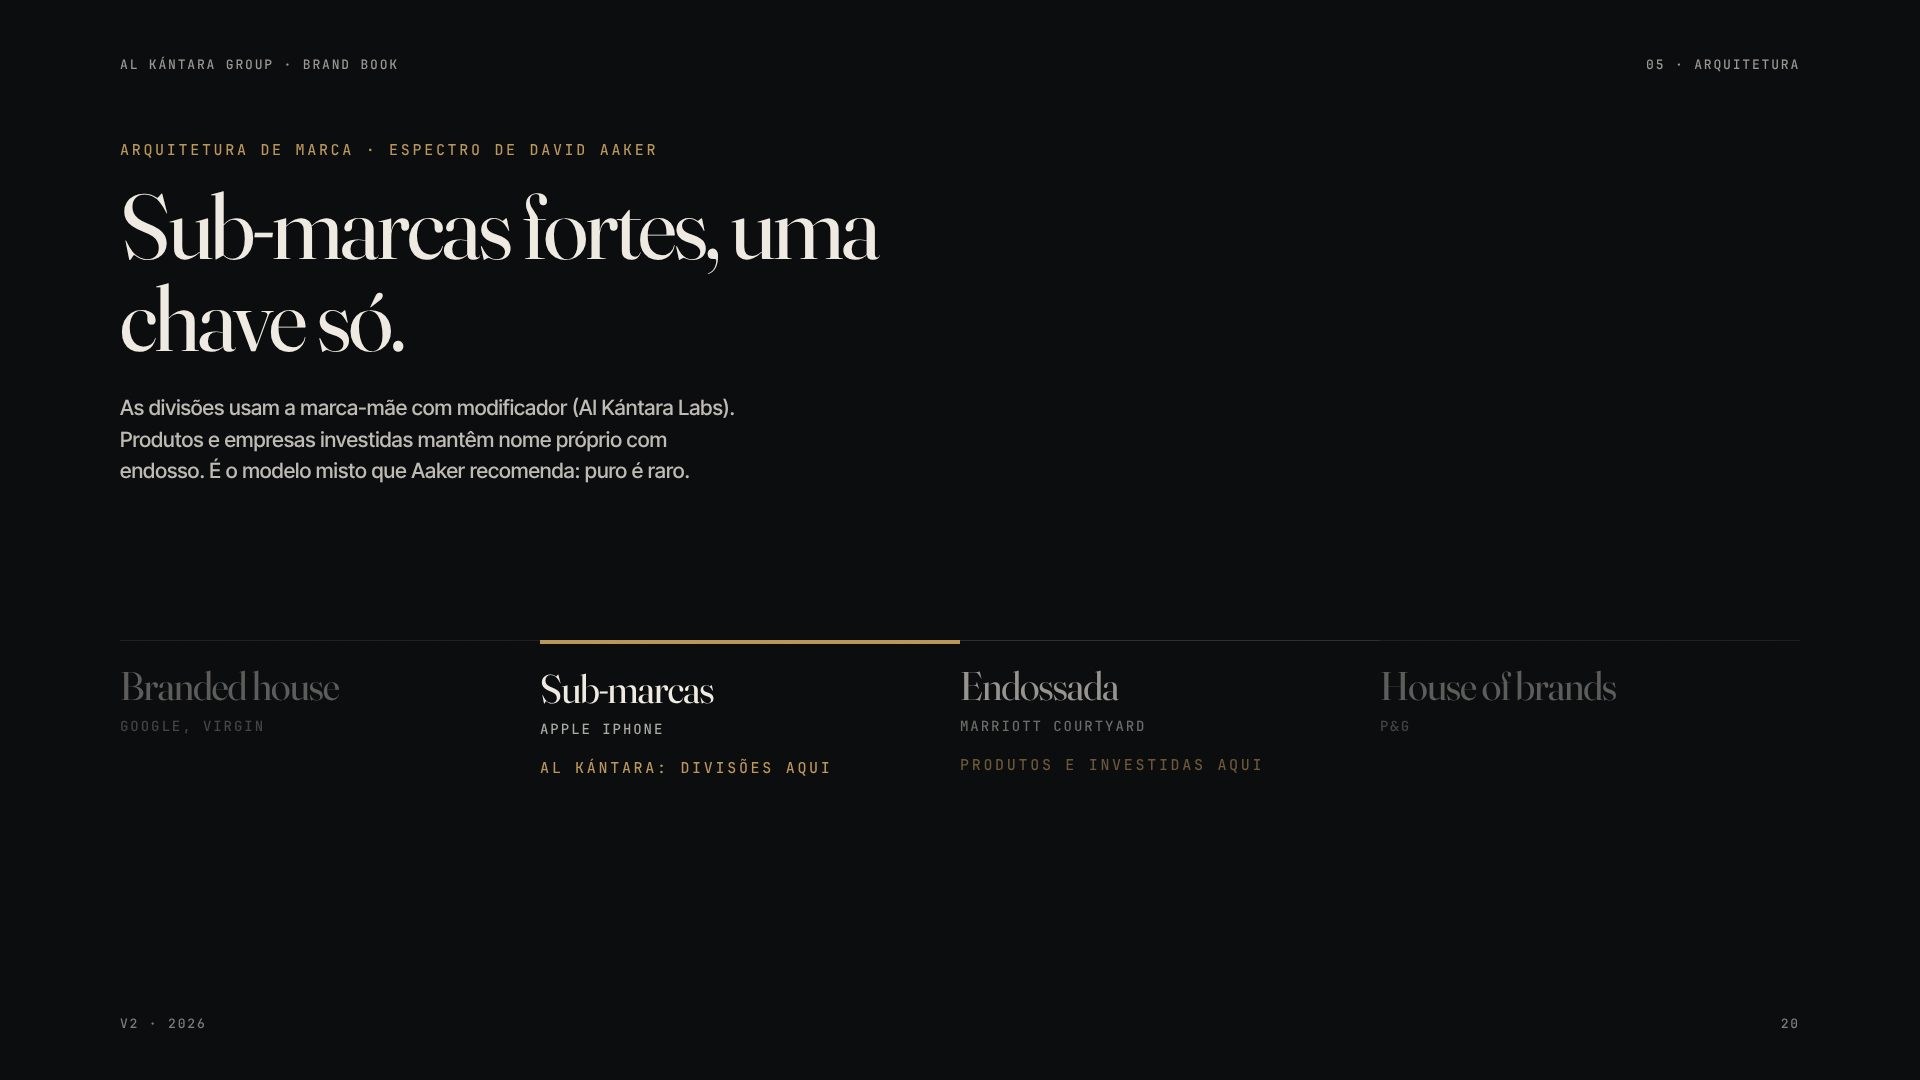 AL KÁNTARA GROUP · BRAND BOOK
05 · ARQUITETURA
ARQUITETURA DE MARCA · ESPECTRO DE DAVID AAKER
Sub-marcas fortes, uma
chave só.
As divisões usam a marca-mãe com modificador (Al Kántara Labs).
Produtos e empresas investidas mantêm nome próprio com
endosso. É o modelo misto que Aaker recomenda: puro é raro.
Branded house
GOOGLE, VIRGIN
Sub-marcas
APPLE IPHONE
AL KÁNTARA: DIVISÕES AQUI
Endossada
MARRIOTT COURTYARD
PRODUTOS E INVESTIDAS AQUI
House of brands
P&G
V2 · 2026
20